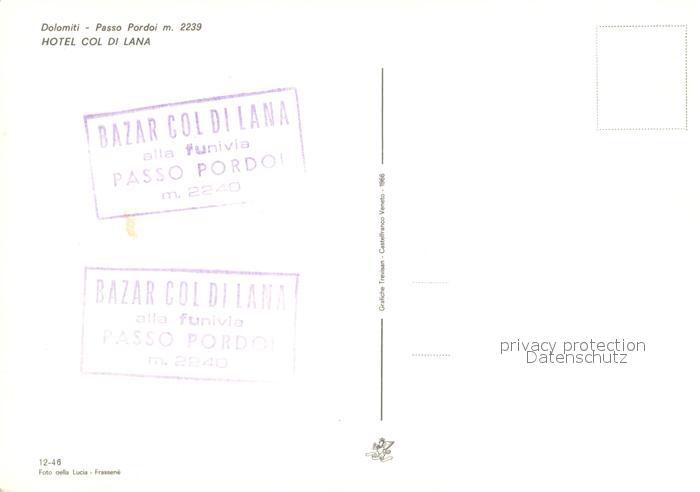 Dolomiti - Passo Pordoi m. 2239
HOTEL COL DI LANA
BAZAR COL DI LANA
alla funivia
PASSO PORDOI
m. 2240
BAZAR COL DI LANA
alla funivia
PASSO PORDOI
m. 2240
Grafiche Trevisan - Castelfranco Veneto - 1966
privacy protection
Datenschutz
12-46
Foto della Lucia - Frassenè